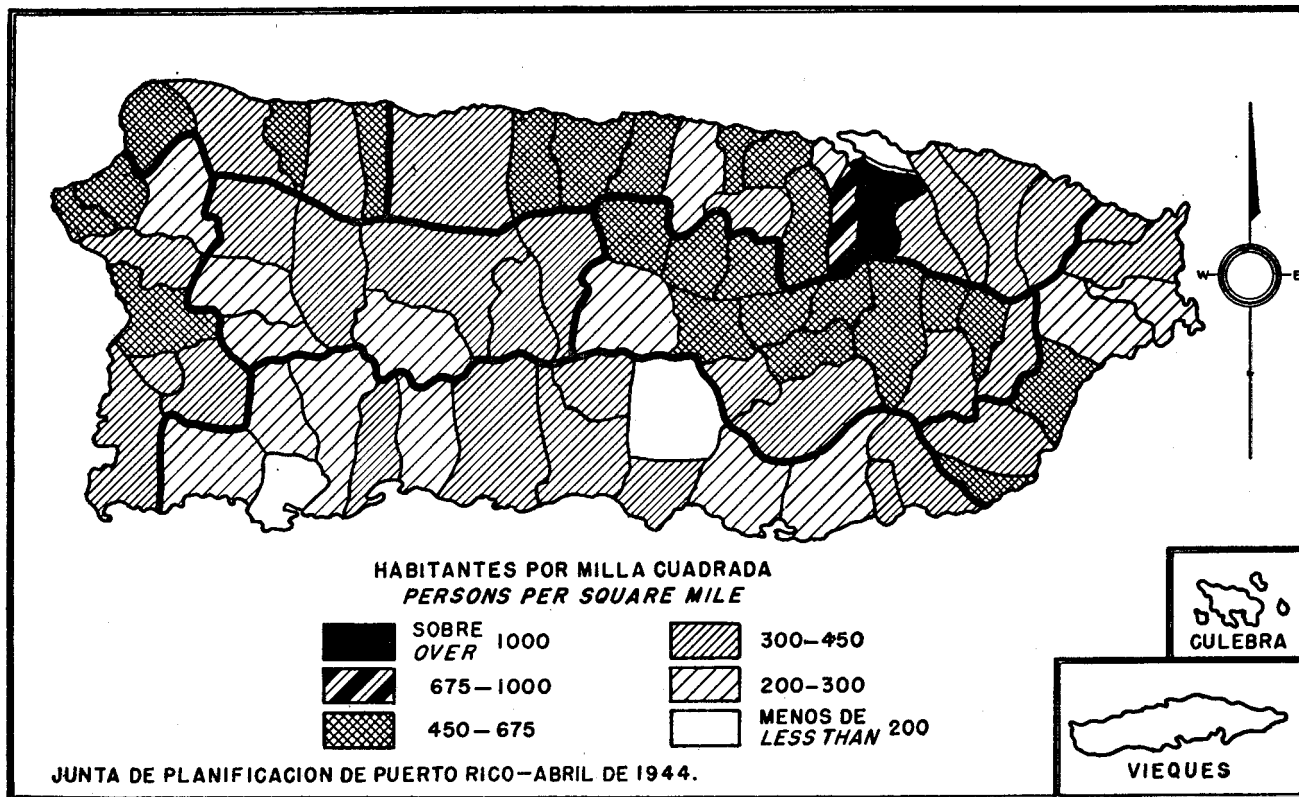 W E
HABITANTES POR MILLA CUADRADA
PERSONS PER SQUARE MILE
SOBRE
OVER 1000
675-1000
450-675
300-450
200-300
MENOS DE
LESS THAN 200
CULEBRA
VIEQUES
JUNTA DE PLANIFICACION DE PUERTO RICO-ABRIL DE 1944.